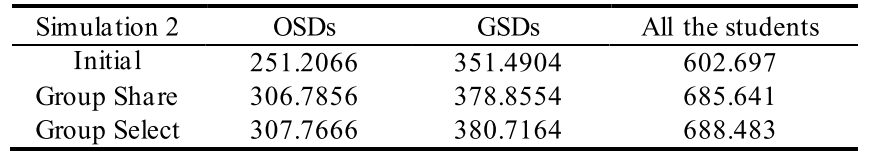 Simulation 2 OSDs GSDs All the students
Initial 251.2066 351.4904 602.697
Group Share 306.7856 378.8554 685.641
Group Select 307.7666 380.7164 688.483